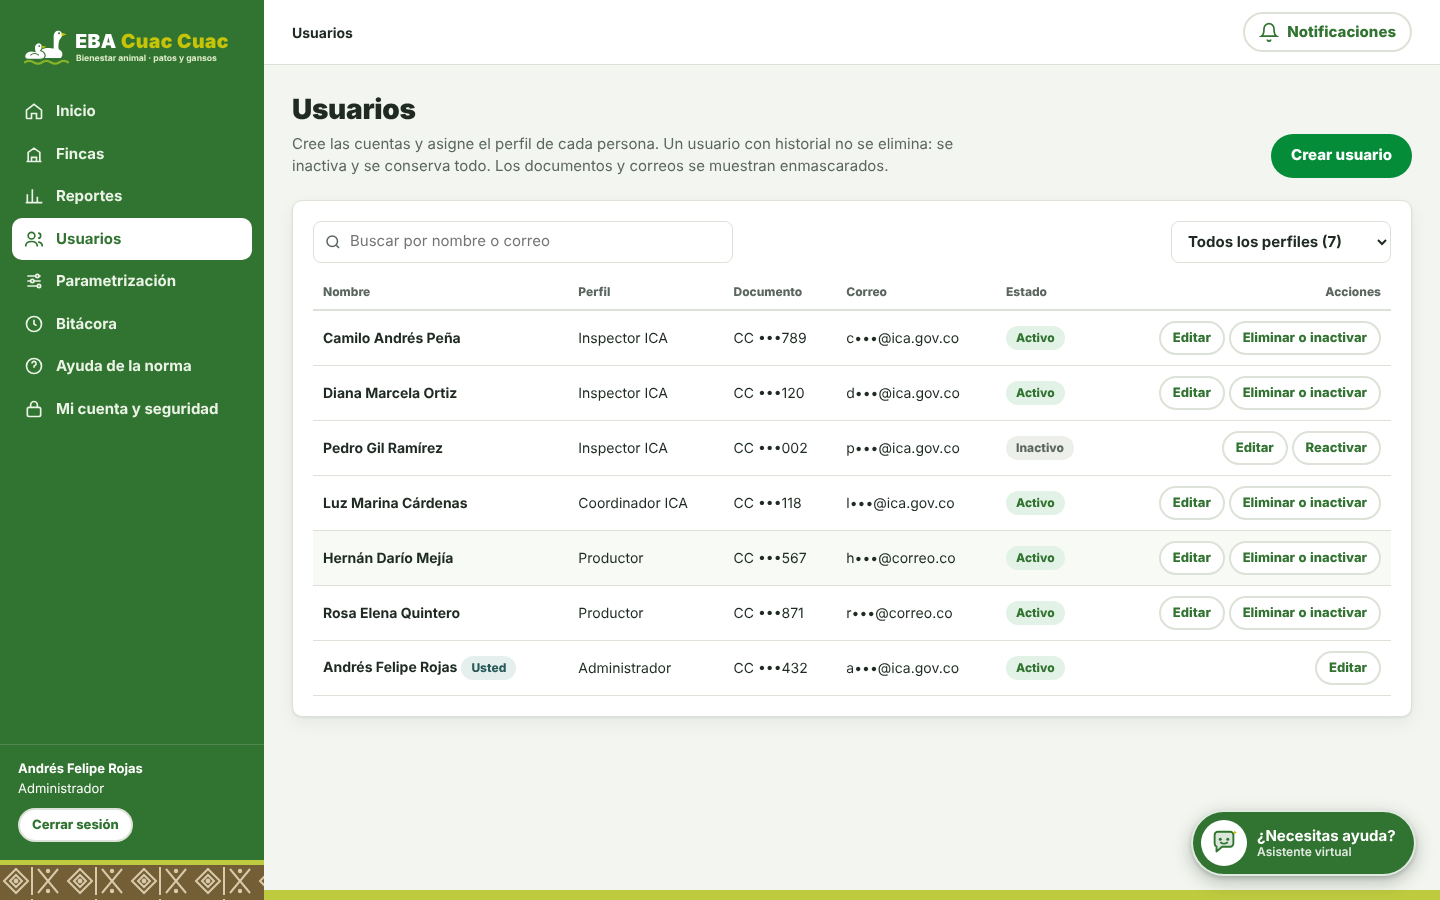 EBA Cuac Cuac
Bienestar animal · patos y gansos
Inicio
Fincas
Reportes
Usuarios
Parametrización
Bitácora
Ayuda de la norma
Mi cuenta y seguridad
Andrés Felipe Rojas
Administrador
Cerrar sesión
Usuarios
Notificaciones
Usuarios
Cree las cuentas y asigne el perfil de cada persona. Un usuario con historial no se elimina: se
inactiva y se conserva todo. Los documentos y correos se muestran enmascarados.
Crear usuario
Buscar por nombre o correo
Todos los perfiles (7)
Nombre Perfil Documento Correo Estado Acciones
Camilo Andrés Peña Inspector ICA CC •••789 c•••@ica.gov.co Activo Editar Eliminar o inactivar
Diana Marcela Ortiz Inspector ICA CC •••120 d•••@ica.gov.co Activo Editar Eliminar o inactivar
Pedro Gil Ramírez Inspector ICA CC •••002 p•••@ica.gov.co Inactivo Editar Reactivar
Luz Marina Cárdenas Coordinador ICA CC •••118 l•••@ica.gov.co Activo Editar Eliminar o inactivar
Hernán Darío Mejía Productor CC •••567 h•••@correo.co Activo Editar Eliminar o inactivar
Rosa Elena Quintero Productor CC •••871 r•••@correo.co Activo Editar Eliminar o inactivar
Andrés Felipe Rojas Usted Administrador CC •••432 a•••@ica.gov.co Activo Editar
¿Necesitas ayuda?
Asistente virtual